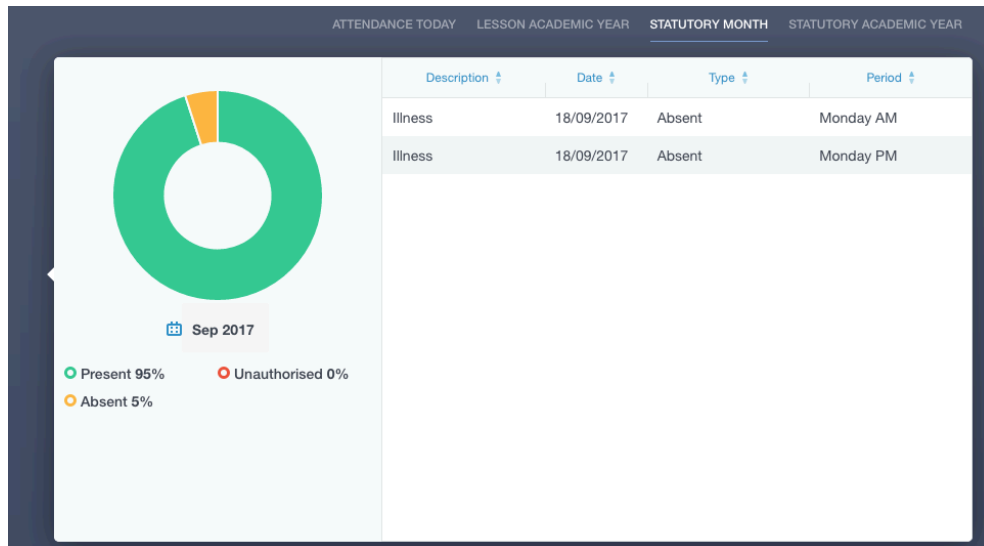 ATTENDANCE TODAY LESSON ACADEMIC YEAR STATUTORY MONTH STATUTORY ACADEMIC YEAR
Description Date Type Period
Illness 18/09/2017 Absent Monday AM
Illness 18/09/2017 Absent Monday PM
Sep 2017
Present 95% Unauthorised 0%
Absent 5%